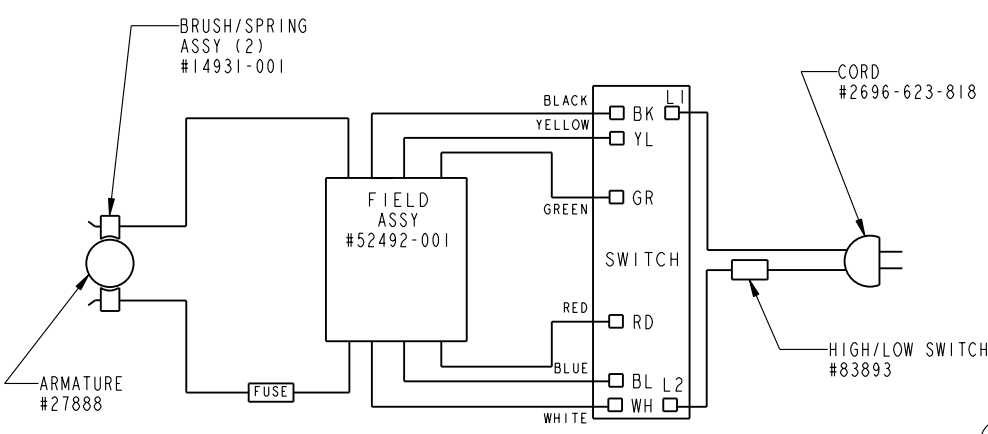 BRUSH/SPRING
ASSY (2)
#14931-001
CORD
#2696-623-818
BLACK
BK
L1
YELLOW
YL
FIELD
ASSY
#52492-001
GREEN
GR
SWITCH
RED
RD
HIGH/LOW SWITCH
#83893
BLUE
BL
L2
ARMATURE
#27888
FUSE
WHITE
WH